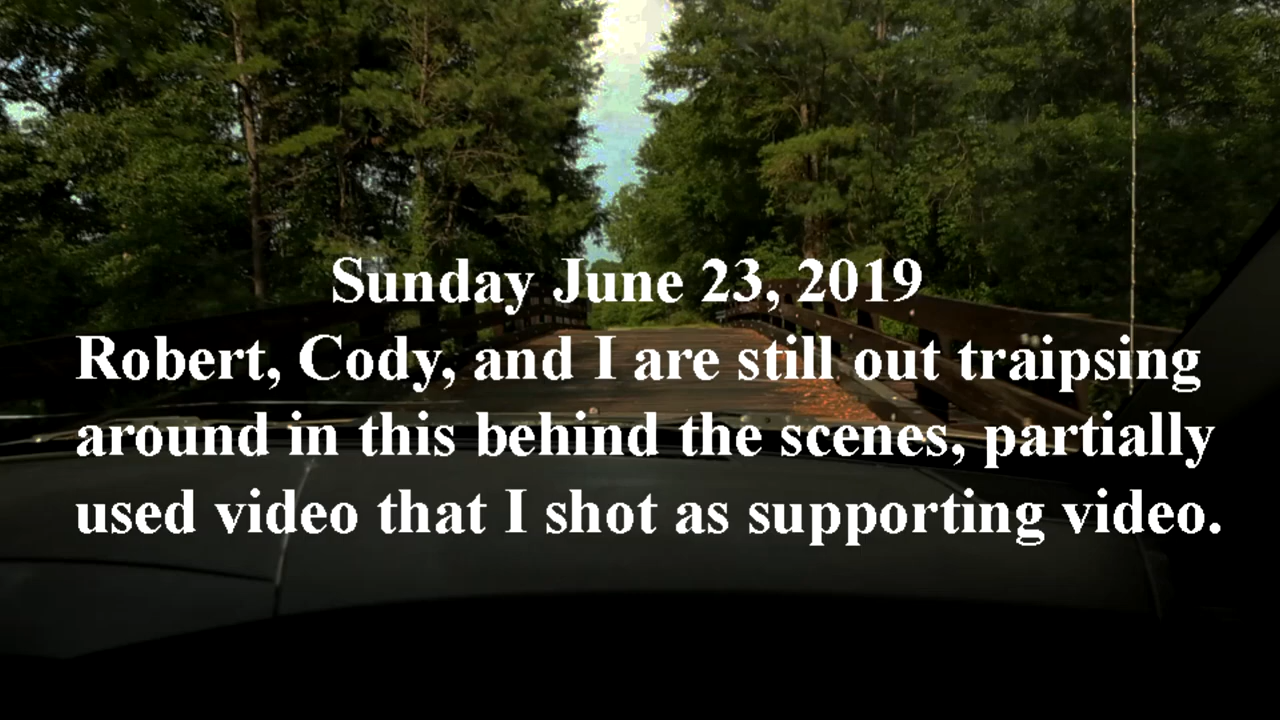 Sunday June 23, 2019
Robert, Cody, and I are still out traipsing
around in this behind the scenes, partially
used video that I shot as supporting video.